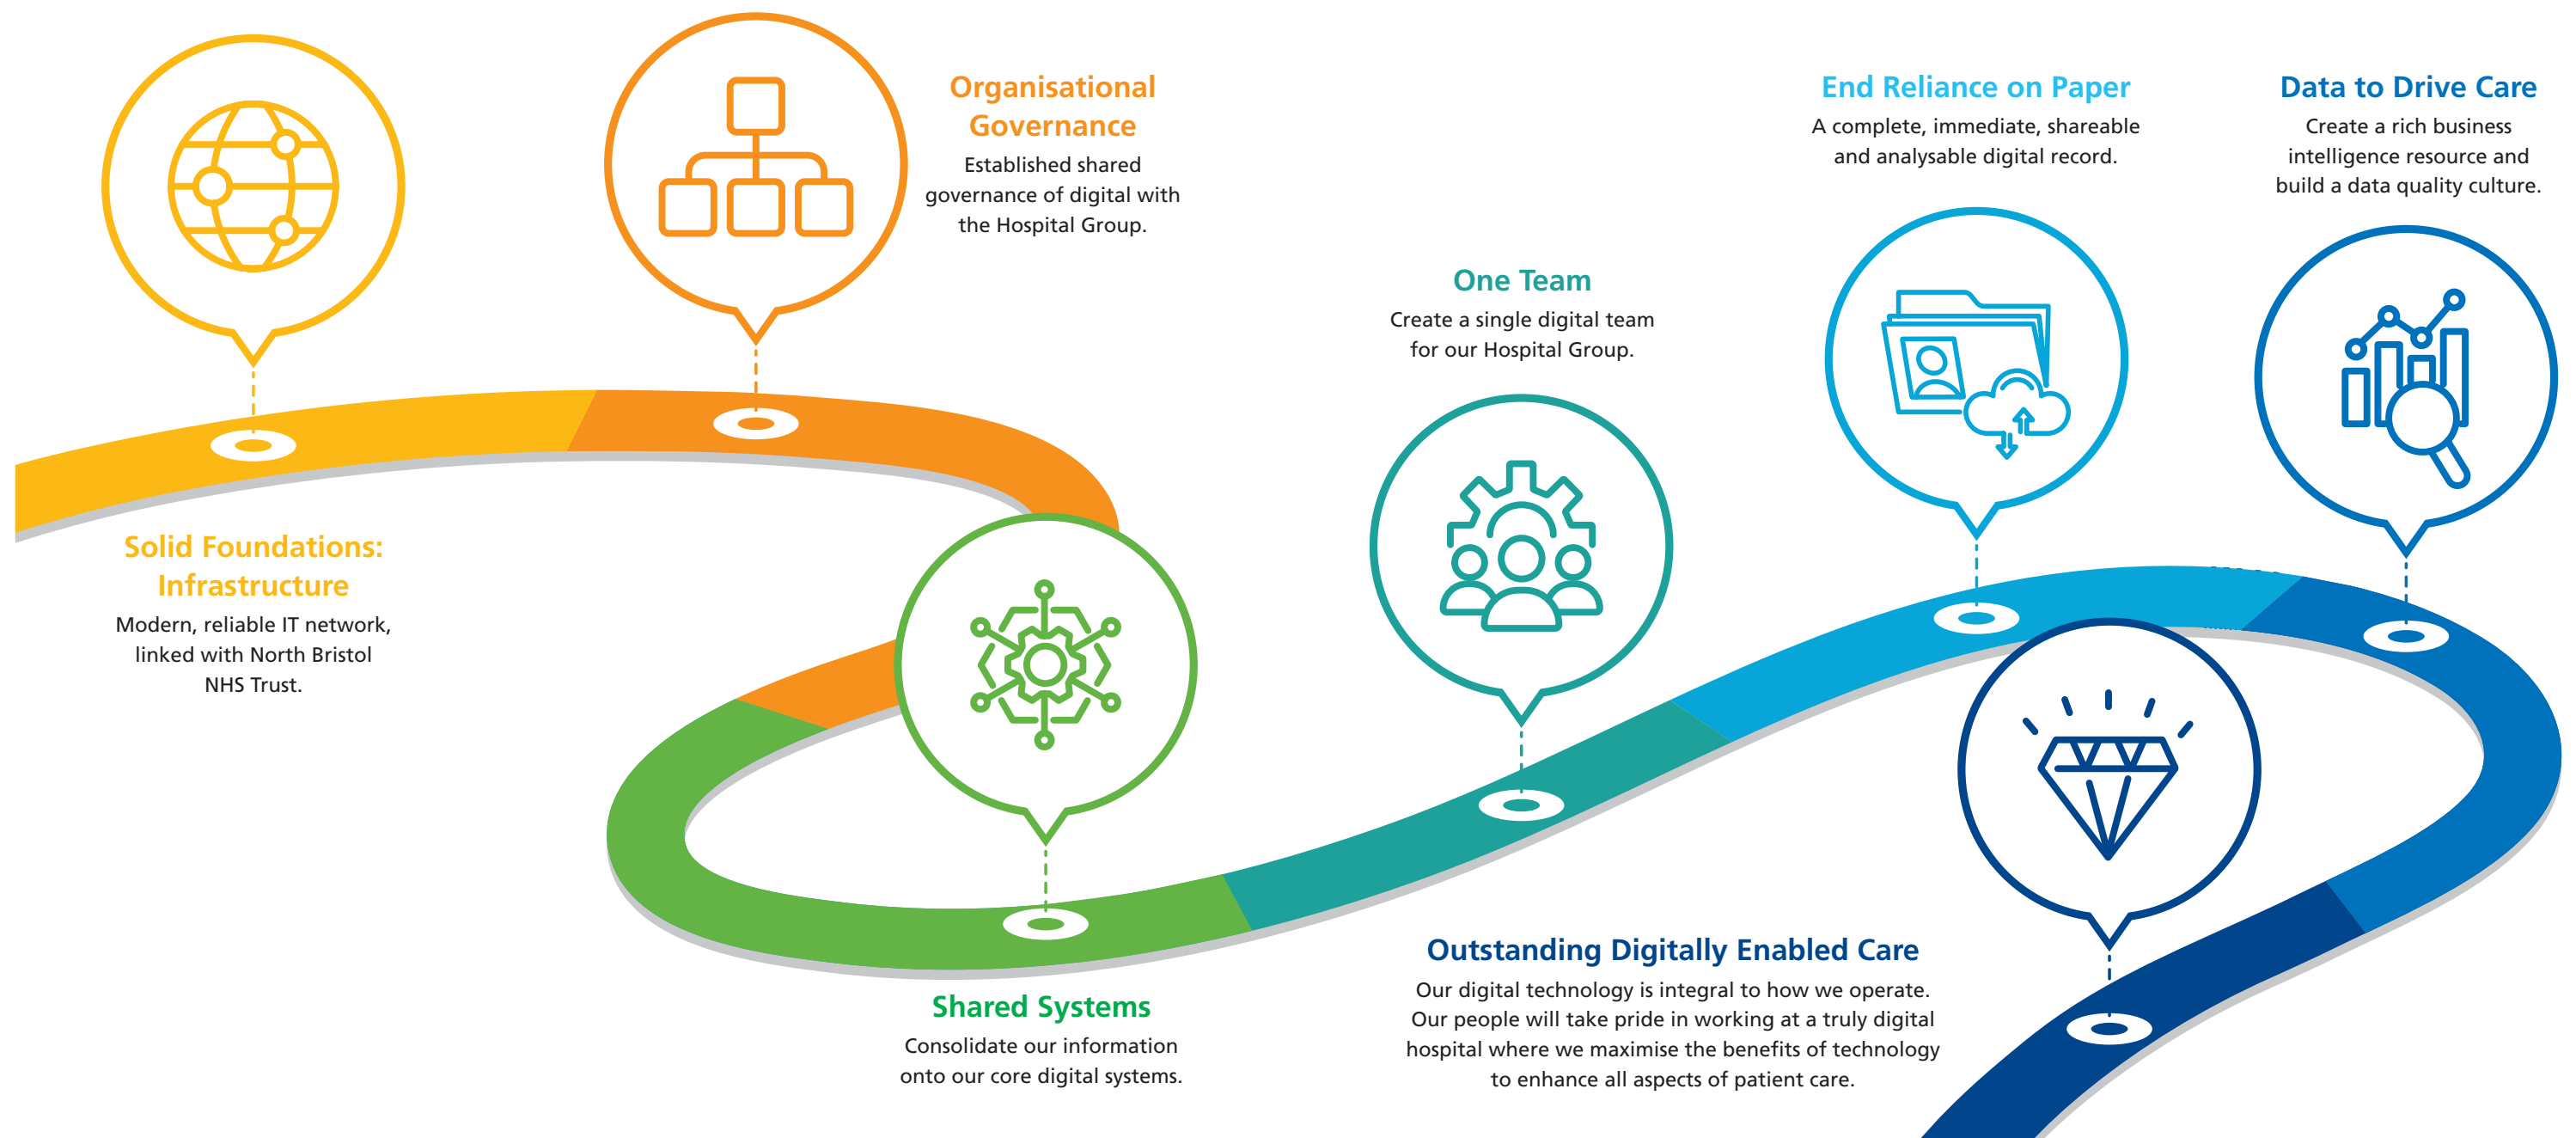 Solid Foundations:
Infrastructure
Modern, reliable IT network,
linked with North Bristol
NHS Trust.
Organisational
Governance
Established shared
governance of digital with
the Hospital Group.
Shared Systems
Consolidate our information
onto our core digital systems.
One Team
Create a single digital team
for our Hospital Group.
End Reliance on Paper
A complete, immediate, shareable
and analysable digital record.
Data to Drive Care
Create a rich business
intelligence resource and
build a data quality culture.
Outstanding Digitally Enabled Care
Our digital technology is integral to how we operate.
Our people will take pride in working at a truly digital
hospital where we maximise the benefits of technology
to enhance all aspects of patient care.